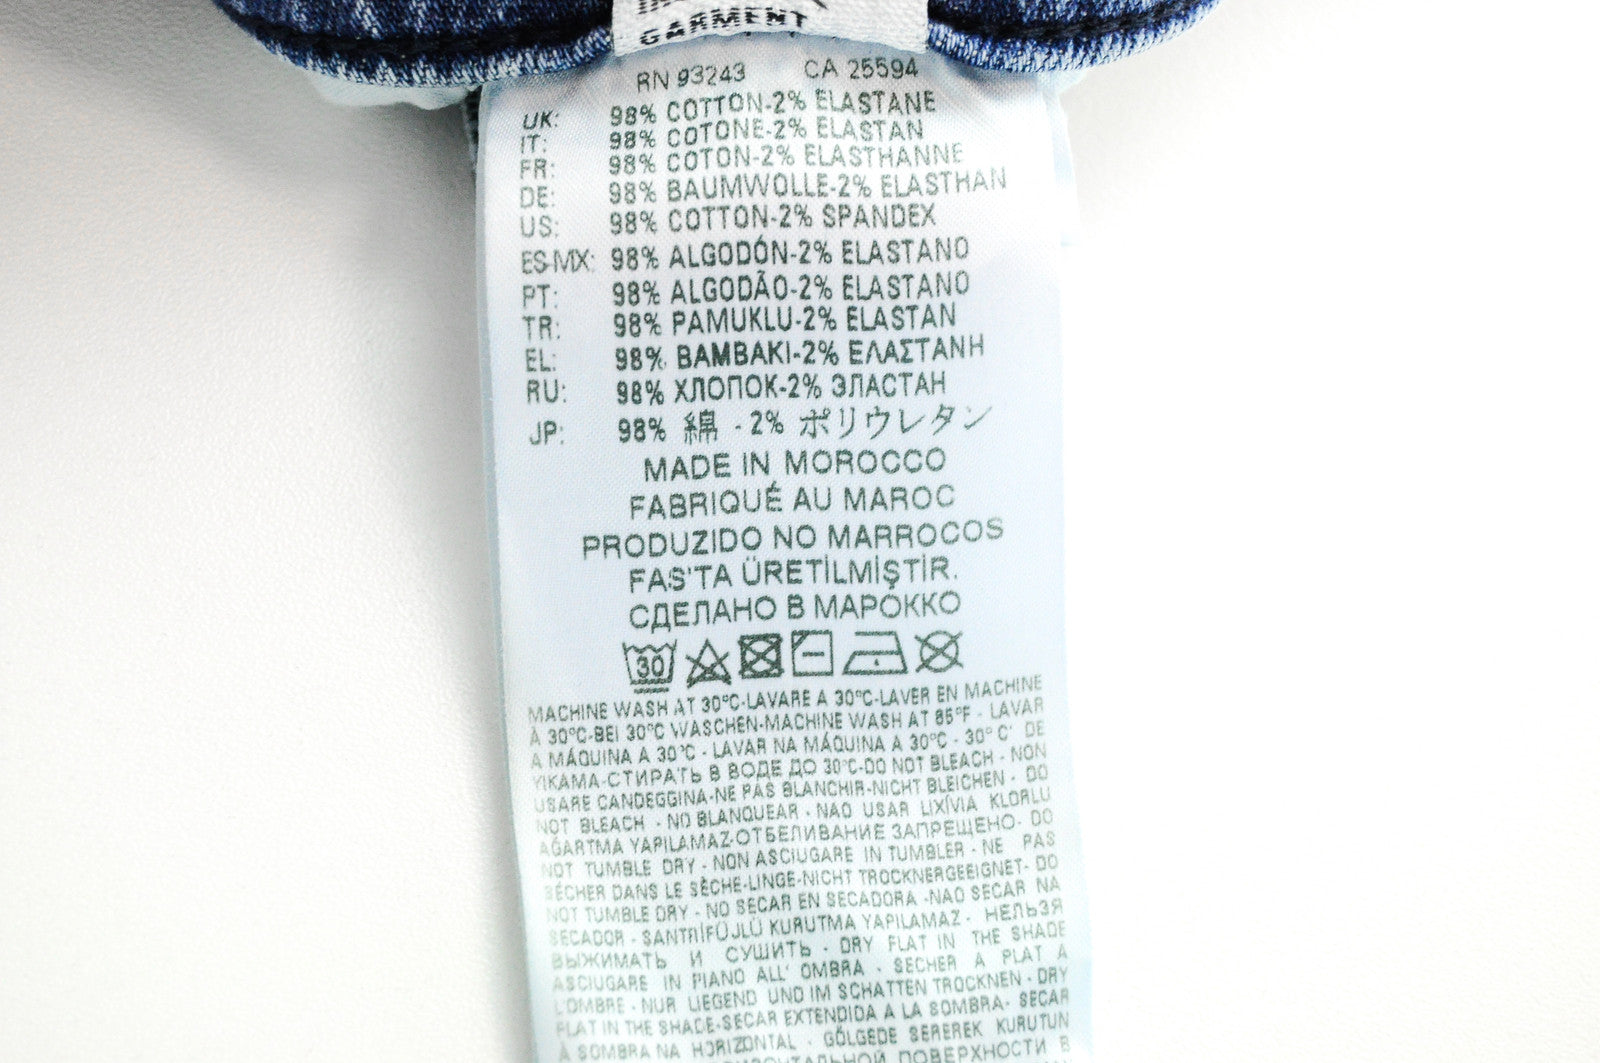 GARMENT
RN 93243 CA 25594
UK: 98% COTTON-2% ELASTANE
IT: 98% COTONE-2% ELASTAN
FR: 98% COTON-2% ELASTHANNE
DE: 98% BAUMWOLLE-2% ELASTHAN
US: 98% COTTON-2% SPANDEX
ES-MX: 98% ALGODÓN-2% ELASTANO
PT: 98% ALGODÃO-2% ELASTANO
TR: 98% PAMUKLU-2% ELASTAN
EL: 98% BAMBAKI-2% ΕΛΑΣΤΑΝΗ
RU: 98% ХЛОПОК-2% ЭЛАСТАН
JP: 98% 綿 - 2% ポリウレタン
MADE IN MOROCCO
FABRIQUÉ AU MAROC
PRODUZIDO NO MARROCOS
FAS'TA ÜRETİLMİŞTİR.
СДЕЛАНО В МАРОККО
30
MACHINE WASH AT 30°C-LAVARE A 30°C-LAVER EN MACHINE
À 30°C-BEI 30°C WASCHEN-MACHINE WASH AT 85°F - LAVAR
A MÁQUINA A 30°C - LAVAR NA MÁQUINA A 30°C - 30° C' DE
YIKAMA-СТИРАТЬ В ВОДЕ ДО 30°C-DO NOT BLEACH - NON
USARE CANDEGGINA-NE PAS BLANCHIR-NICHT BLEICHEN - DO
NOT BLEACH - NO BLANQUEAR - NAO USAR LIXÍVIA KLORLU
AĞARTMA YAPILAMAZ-ОТБЕЛИВАНИЕ ЗАПРЕЩЕНО- DO
NOT TUMBLE DRY - NON ASCIUGARE IN TUMBLER - NE PAS
SÉCHER DANS LE SÈCHE-LINGE-NICHT TROCKNERGEEIGNET- DO
NOT TUMBLE DRY - NO SECAR EN SECADORA -NAO SECAR NA
SECADOR - KURUTMA YAPILAMAZ - НЕЛЬЗЯ
ВЫЖИМАТЬ И СУШИТЬ - DRY FLAT IN THE SHADE
ASCIUGARE IN PIANO ALL' OMBRA - SECHER A PLAT A
L'OMBRE - NUR LIEGEND UND IM SCHATTEN TROCKNEN - DRY
FLAT IN THE SHADE-SECAR EXTENDIDA A LA SOMBRA- SECAR
À SOMBRA NA HORIZONTAL - GÖLGEDE SEREREK KURUTUN
ПОВЕРХНОСТИ В